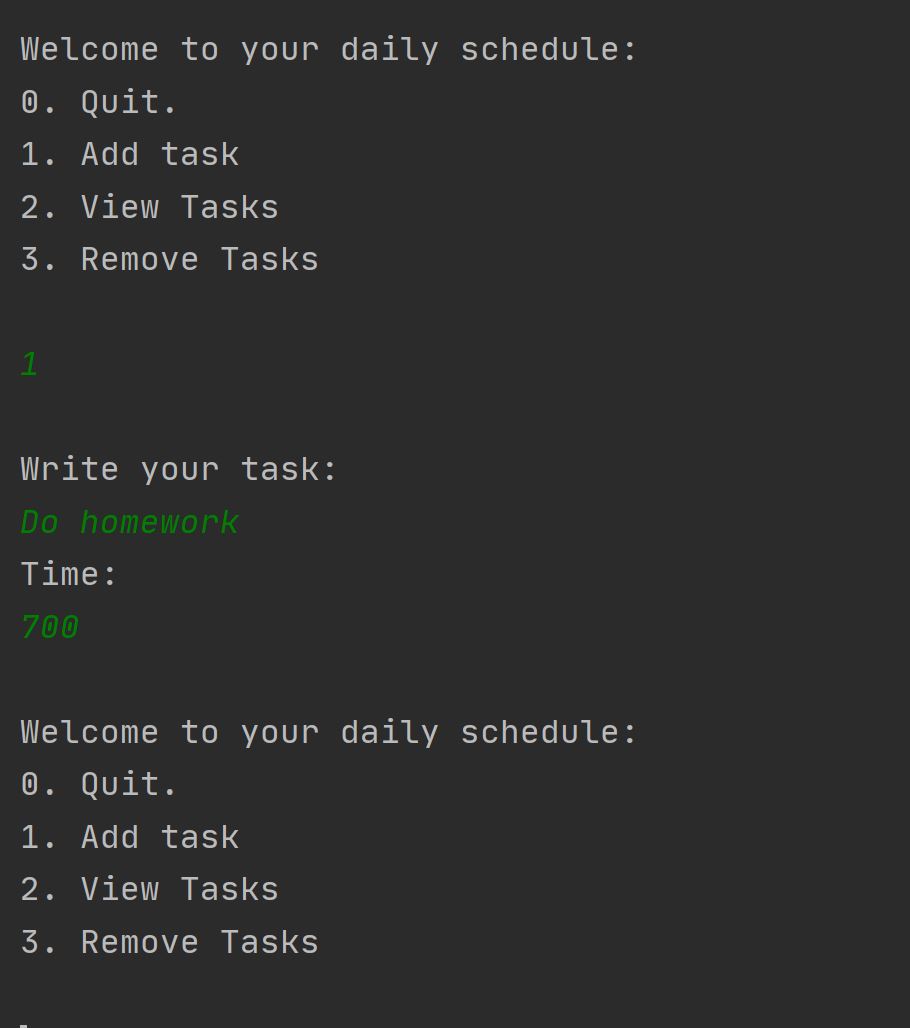 Welcome to your daily schedule:
0. Quit.
1. Add task
2. View Tasks
3. Remove Tasks
1
Write your task:
Do homework
Time:
700
Welcome to your daily schedule:
0. Quit.
1. Add task
2. View Tasks
3. Remove Tasks